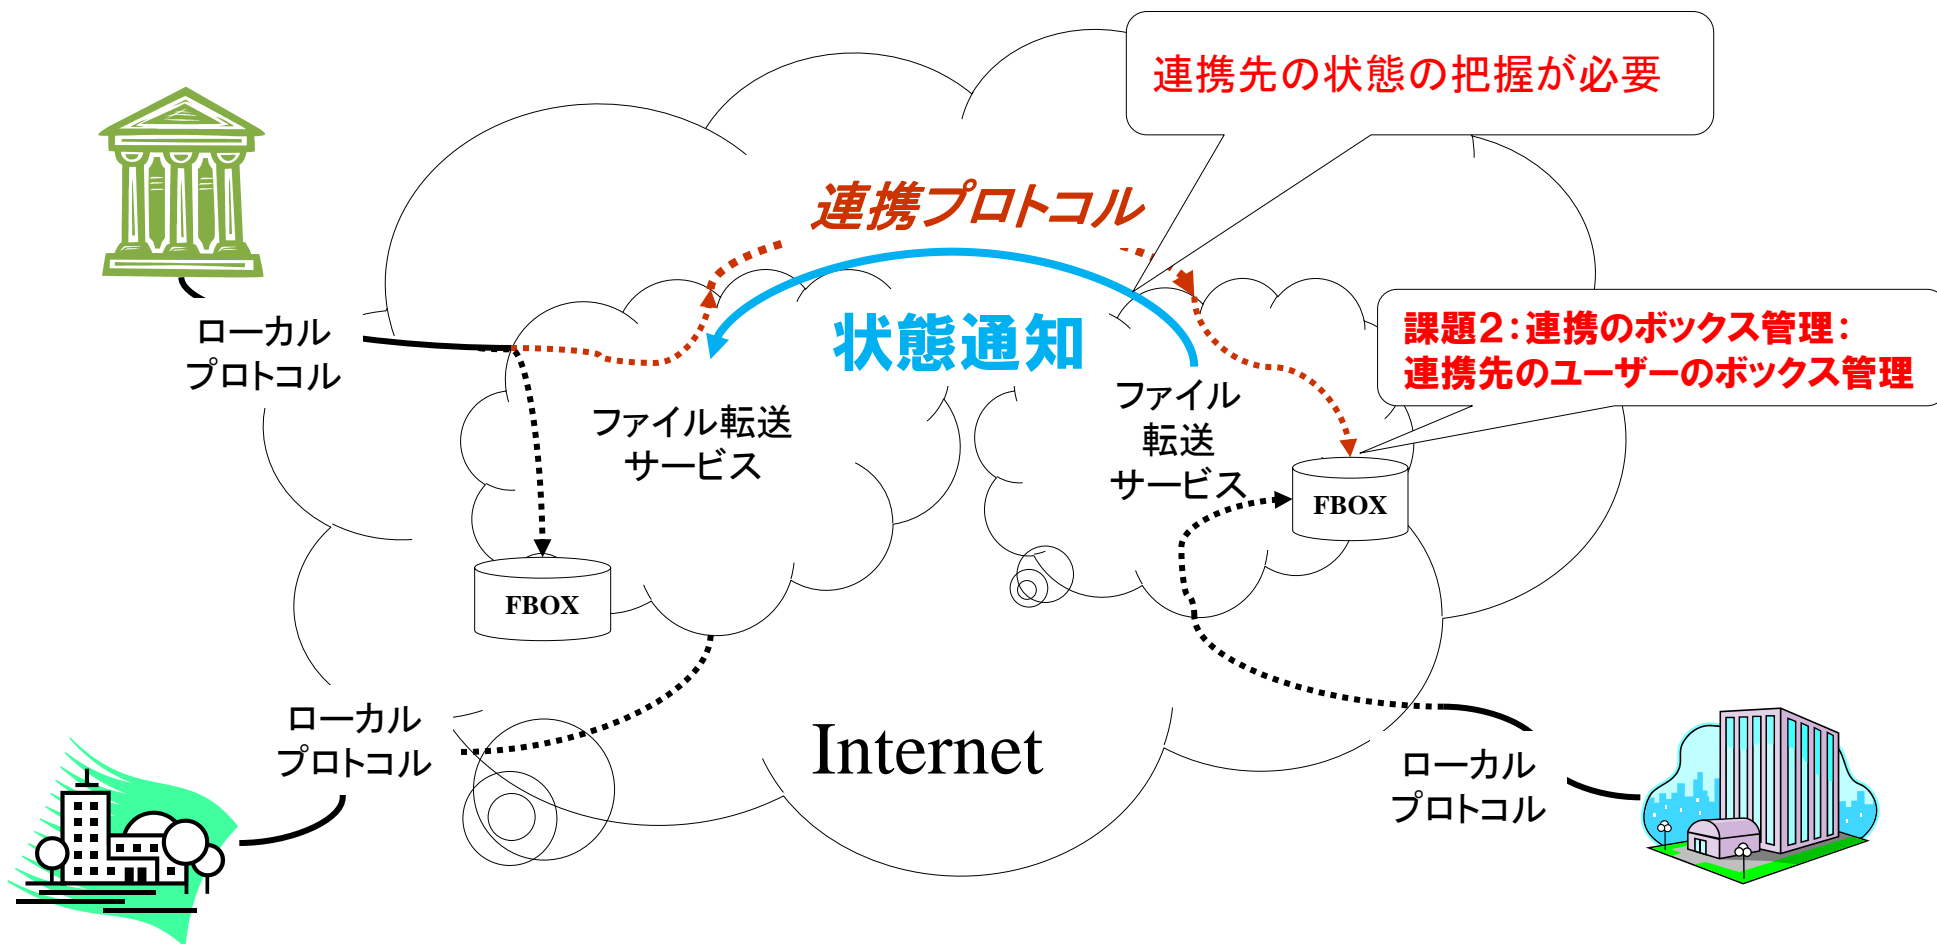 連携先の状態の把握が必要
連携プロトコル
状態通知
課題2:連携のボックス管理:
連携先のユーザーのボックス管理
ローカル
プロトコル
ファイル転送
サービス
ファイル
転送
サービス
FBOX
FBOX
ローカル
プロトコル
Internet
ローカル
プロトコル